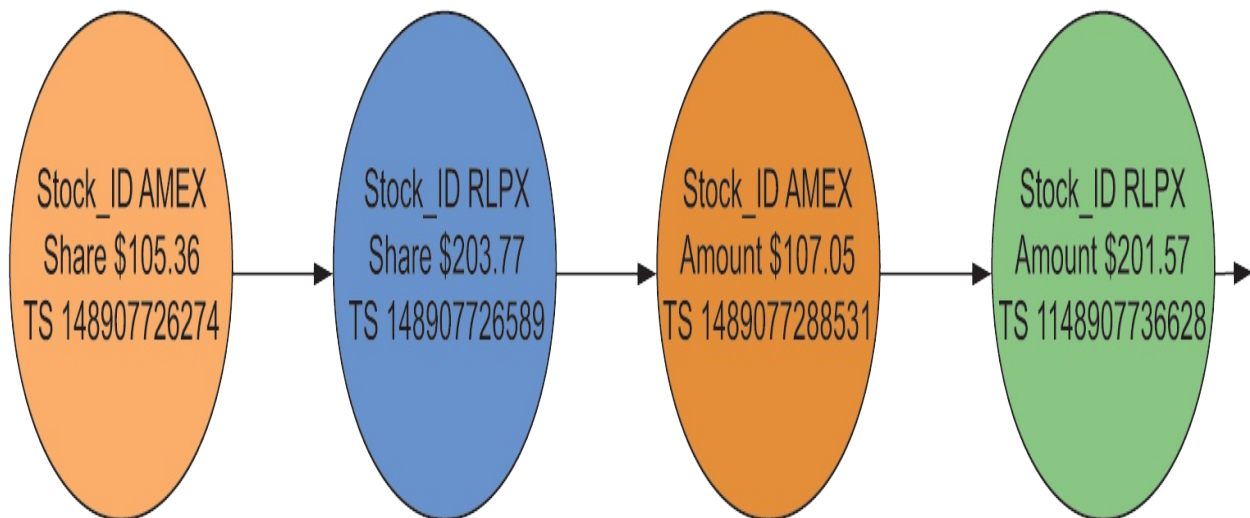 Stock_ID AMEX
Share $105.36
TS 148907726274
Stock_ID RLPX
Share $203.77
TS 148907726589
Stock_ID AMEX
Amount $107.05
TS 1489077288531
Stock_ID RLPX
Amount $201.57
TS 1148907736628